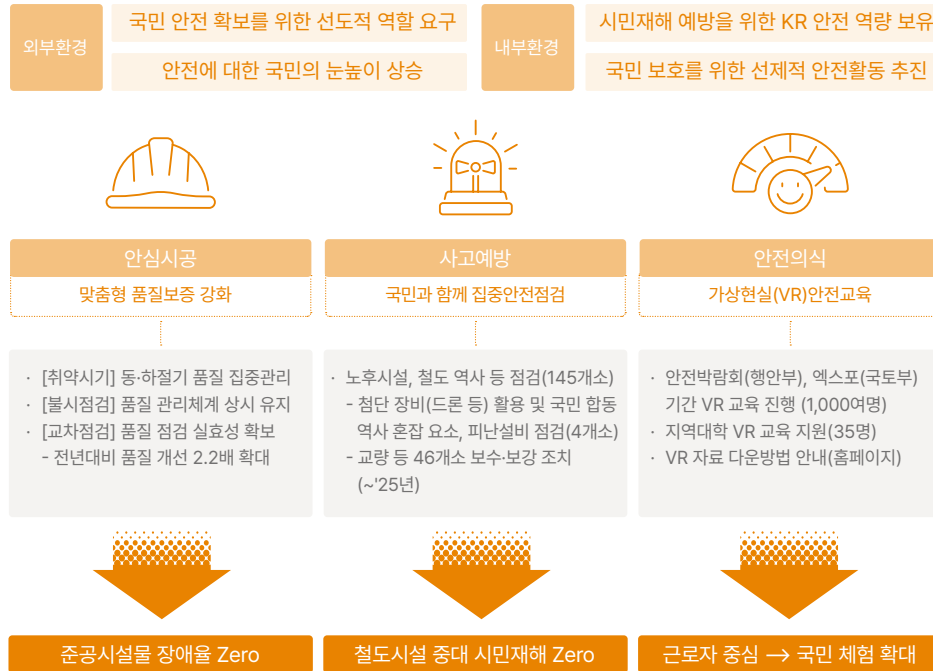 외부환경
국민 안전 확보를 위한 선도적 역할 요구
안전에 대한 국민의 눈높이 상승
내부환경
시민재해 예방을 위한 KR 안전 역량 보유
국민 보호를 위한 선제적 안전활동 추진
안심시공
맞춤형 품질보증 강화
· [취약시기] 동·하절기 품질 집중관리
· [불시점검] 품질 관리체계 상시 유지
· [교차점검] 품질 점검 실효성 확보
- 전년대비 품질 개선 2.2배 확대
준공시설물 장애율 Zero
사고예방
국민과 함께 집중안전점검
· 노후시설, 철도 역사 등 점검(145개소)
- 첨단 장비(드론 등) 활용 및 국민 합동
역사 혼잡 요소, 피난설비 점검(4개소)
- 교량 등 46개소 보수·보강 조치
(~'25년)
철도시설 중대 시민재해 Zero
안전의식
가상현실(VR)안전교육
· 안전박람회(행안부), 엑스포(국토부)
기간 VR 교육 진행 (1,000여명)
· 지역대학 VR 교육 지원(35명)
· VR 자료 다운방법 안내(홈페이지)
근로자 중심 → 국민 체험 확대